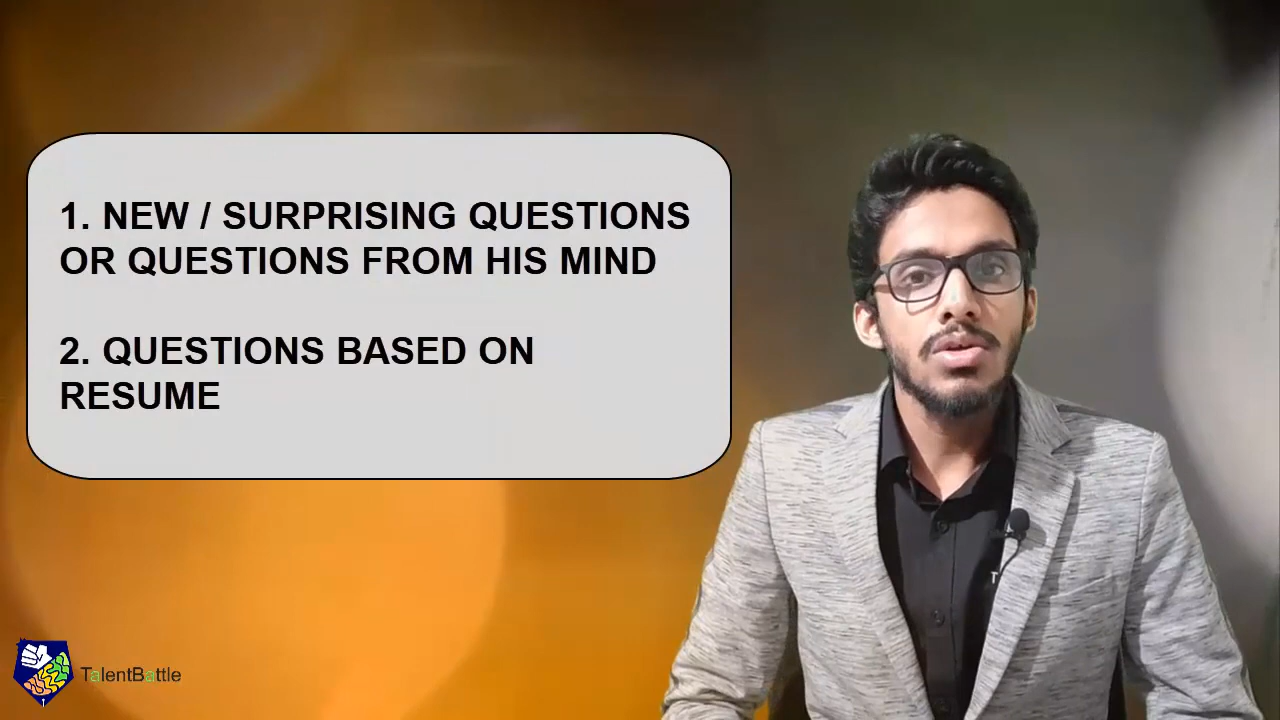 1. NEW / SURPRISING QUESTIONS
OR QUESTIONS FROM HIS MIND
2. QUESTIONS BASED ON
RESUME
TalentBattle